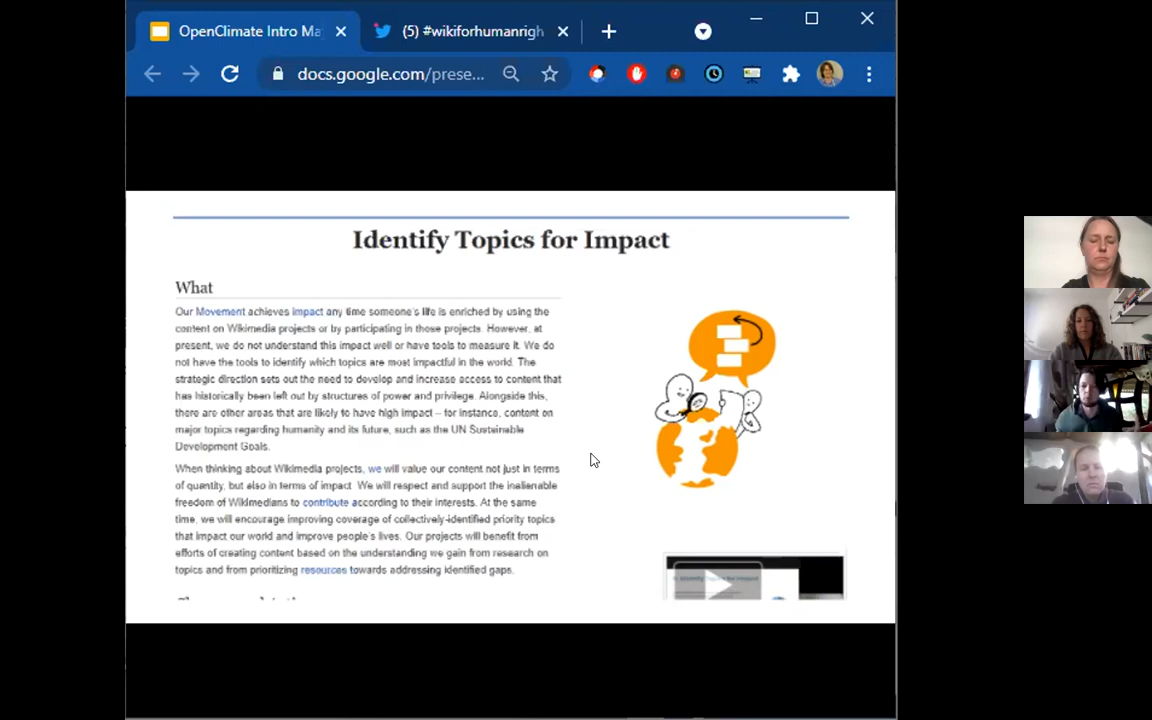 OpenClimate Intro Ma
(5) #wikiforhumanrigh
docs.google.com/prese...
Identify Topics for Impact
What
Our Movement achieves impact any time someone's life is enriched by using the
content on Wikimedia projects or by participating in those projects. However, at
present, we do not understand this impact well or have tools to measure it. We do
not have the tools to identify which topics are most impactful in the world. The
strategic direction sets out the need to develop and increase access to content that
has historically been left out by structures of power and privilege. Alongside this,
there are other areas that are likely to have high impact – for instance, content on
major topics regarding humanity and its future, such as the UN Sustainable
Development Goals.
When thinking about Wikimedia projects, we will value our content not just in terms
of quantity, but also in terms of impact. We will respect and support the inalienable
freedom of Wikimedians to contribute according to their interests. At the same
time, we will encourage improving coverage of collectively-identified priority topics
that impact our world and improve people's lives. Our projects will benefit from
efforts of creating content based on the understanding we gain from research on
topics and from prioritizing resources towards addressing identified gaps.